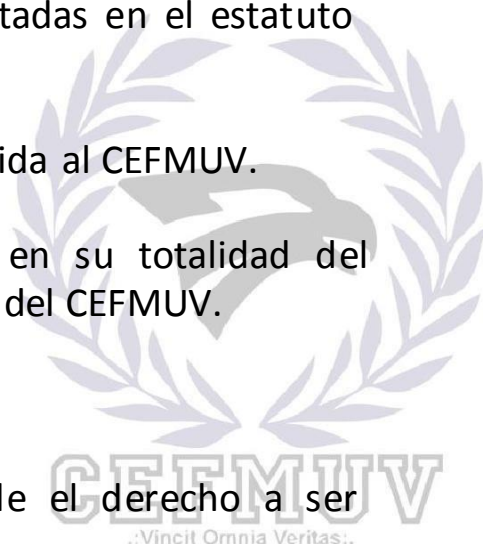 tadas en el estatuto
ida al CEFMUV.
en su totalidad del
del CEFMUV.
CEFMUV
le el derecho a ser
.:Vincit Omnia Veritas:.